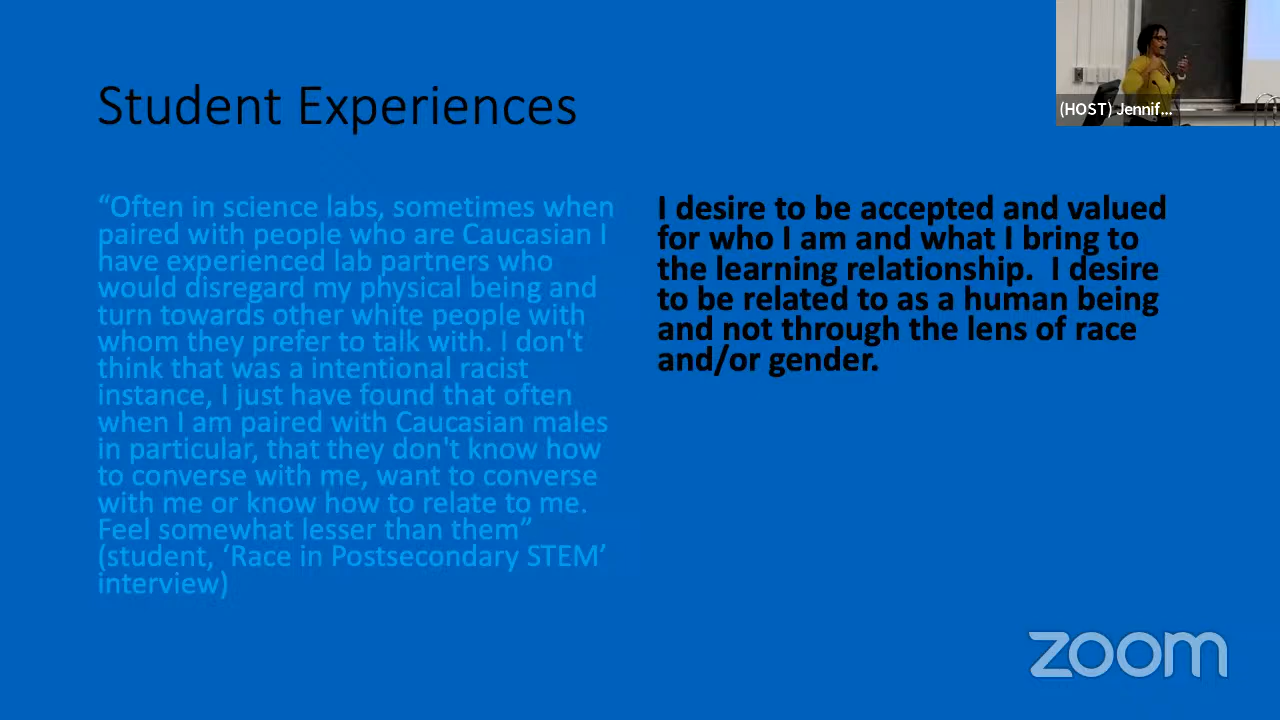 (HOST) Jennif...
Student Experiences
“Often in science labs, sometimes when
paired with people who are Caucasian I
have experienced lab partners who
would disregard my physical being and
turn towards other white people with
whom they prefer to talk with. I don't
think that was a intentional racist
instance, I just have found that often
when I am paired with Caucasian males
in particular, that they don't know how
to converse with me, want to converse
with me or know how to relate to me.
Feel somewhat lesser than them”
(student, ‘Race in Postsecondary STEM’
interview)
I desire to be accepted and valued
for who I am and what I bring to
the learning relationship.  I desire
to be related to as a human being
and not through the lens of race
and/or gender.
zoom